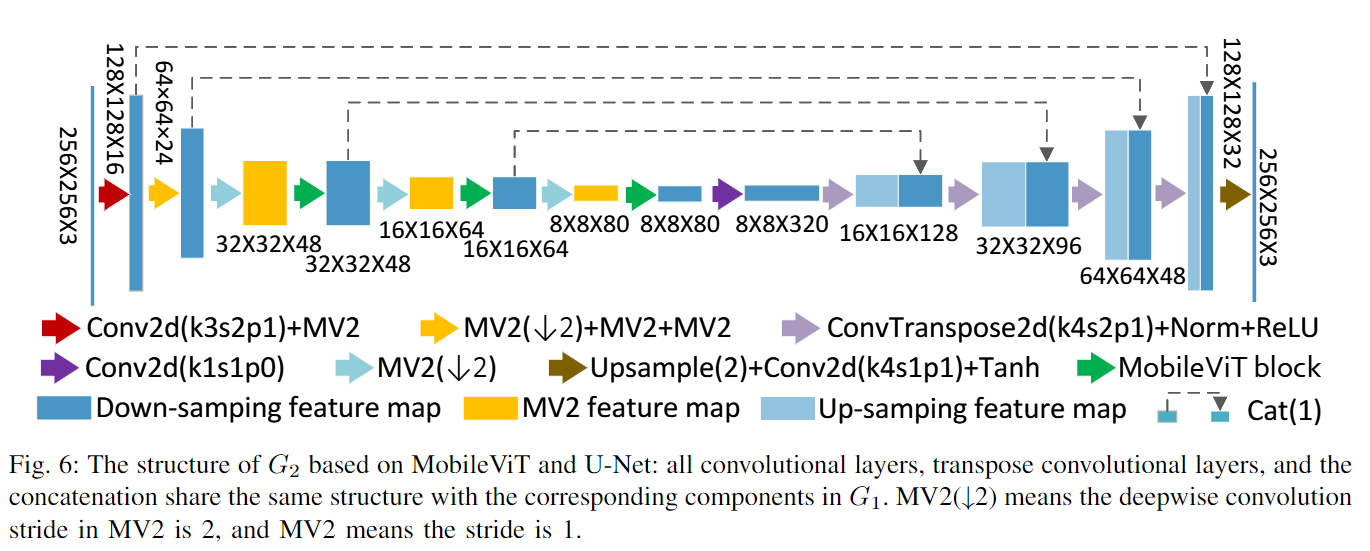 256X256X3
128X128X16
64×64×24
32X32X48
32X32X48
16X16X64
16X16X64
8X8X80
8X8X80
8X8X320
16X16X128
32X32X96
64X64X48
128X128X32
256X256X3
Conv2d(k3s2p1)+MV2
MV2(↓2)+MV2+MV2
ConvTranspose2d(k4s2p1)+Norm+ReLU
Conv2d(k1s1p0)
MV2(↓2)
Upsample(2)+Conv2d(k4s1p1)+Tanh
MobileViT block
Down-samping feature map
MV2 feature map
Up-samping feature map
Cat(1)
Fig. 6: The structure of G₂ based on MobileViT and U-Net: all convolutional layers, transpose convolutional layers, and the
concatenation share the same structure with the corresponding components in G₁. MV2(↓2) means the deepwise convolution
stride in MV2 is 2, and MV2 means the stride is 1.